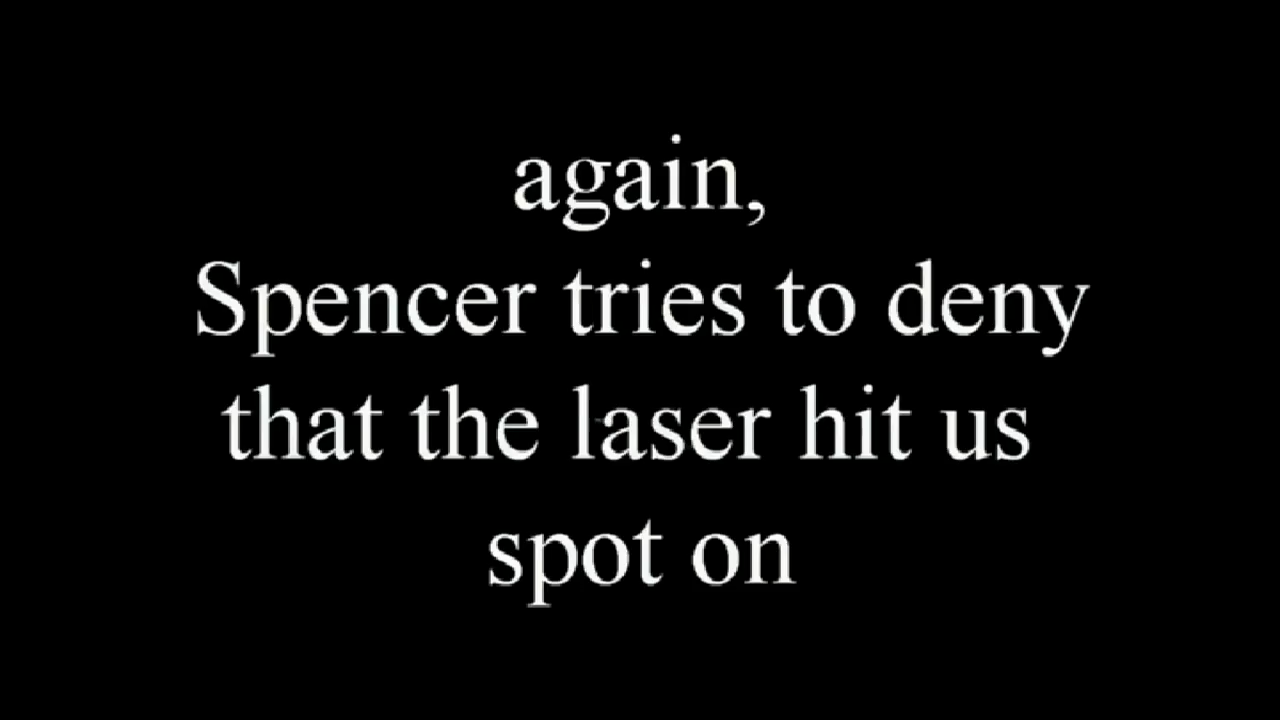 again,
Spencer tries to deny
that the laser hit us
spot on